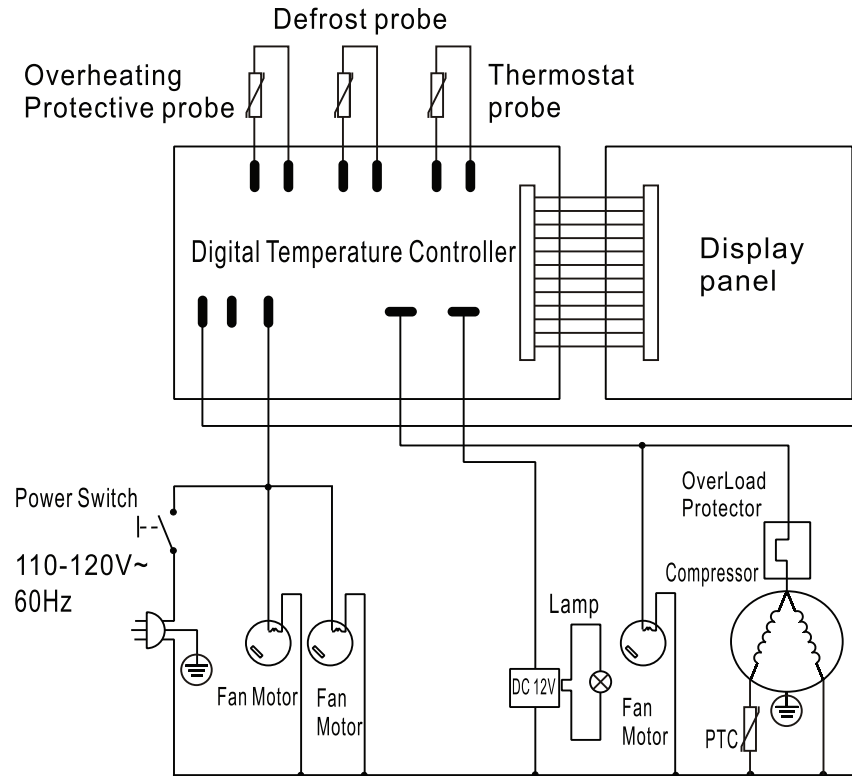 Defrost probe
Overheating
Protective probe
Thermostat
probe
Digital Temperature Controller
Display
panel
Power Switch
110-120V~
60Hz
OverLoad
Protector
Compressor
Lamp
Fan Motor
Fan
Motor
DC 12V
Fan
Motor
PTC